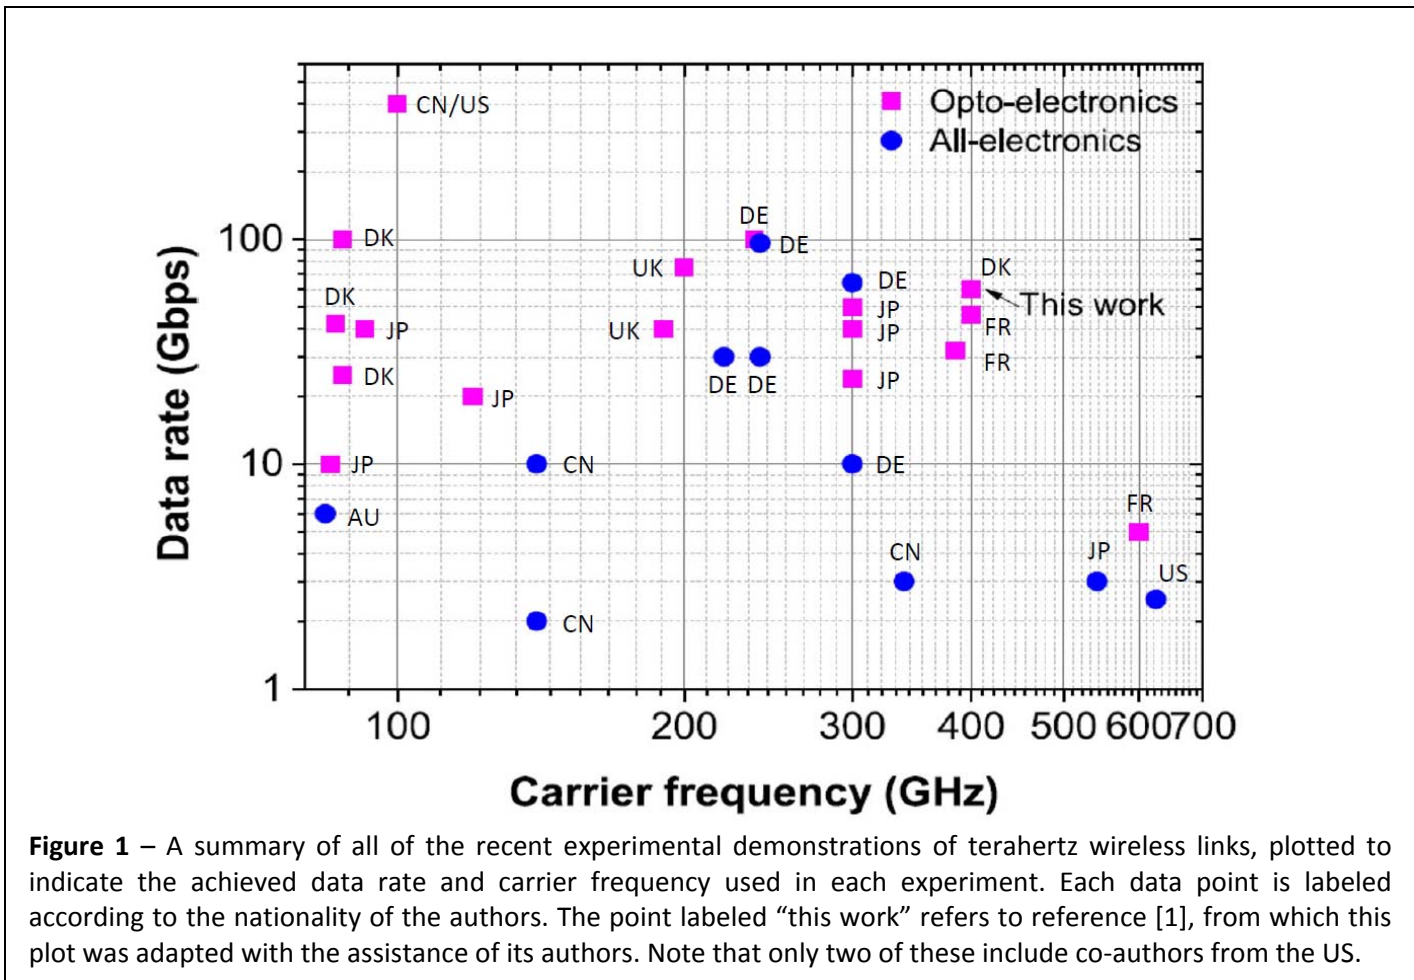 CN/US
Opto-electronics
All-electronics
DE
100
DK
DE
UK
DK
DE
DK
This work
JP
UK
JP
JP
FR
DK
DE DE
JP
FR
JP
10
JP
CN
DE
AU
FR
CN
JP
US
CN
1
100
200
300
400
500
600
700
Data rate (Gbps)
Carrier frequency (GHz)
Figure 1 – A summary of all of the recent experimental demonstrations of terahertz wireless links, plotted to
indicate the achieved data rate and carrier frequency used in each experiment. Each data point is labeled
according to the nationality of the authors. The point labeled “this work” refers to reference [1], from which this
plot was adapted with the assistance of its authors. Note that only two of these include co-authors from the US.